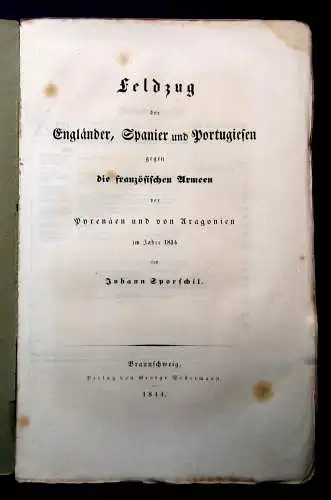 Feldzug
der
Engländer, Spanier und Portugiesen
gegen
die französischen Armeen
der
Pyrenäen und von Aragonien
im Jahre 1814
von
Johann Sporschil.
Braunschweig,
Verlag von George Westermann.
1844.